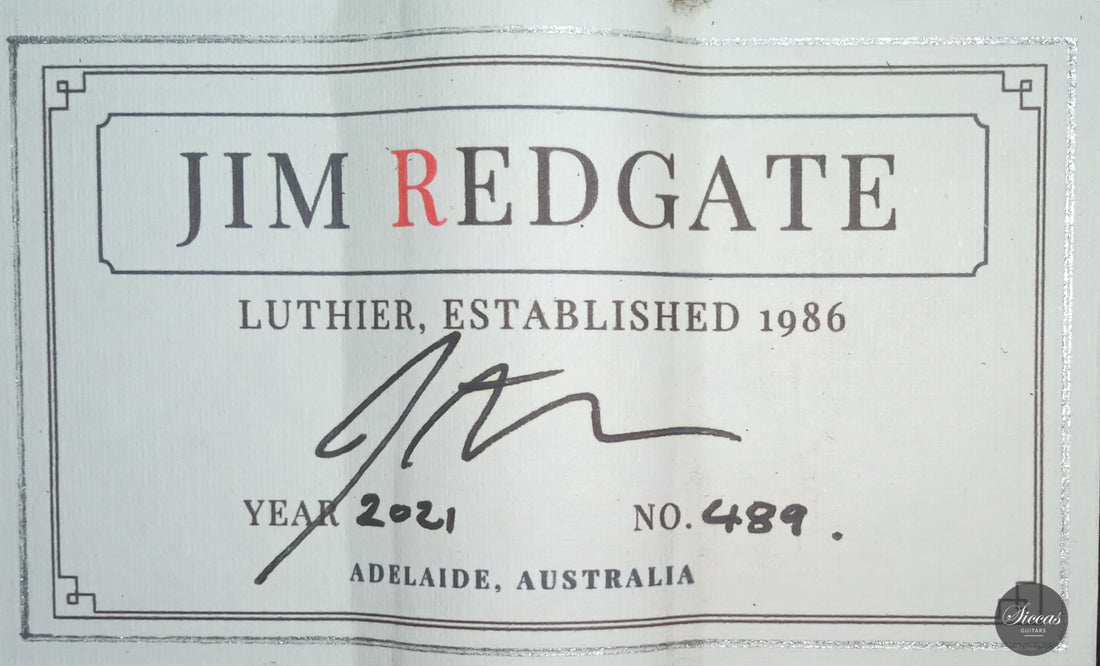 JIM REDGATE
LUTHIER, ESTABLISHED 1986
YEAR 2021 NO. 489.
ADELAIDE, AUSTRALIA
Siccas
GUITARS